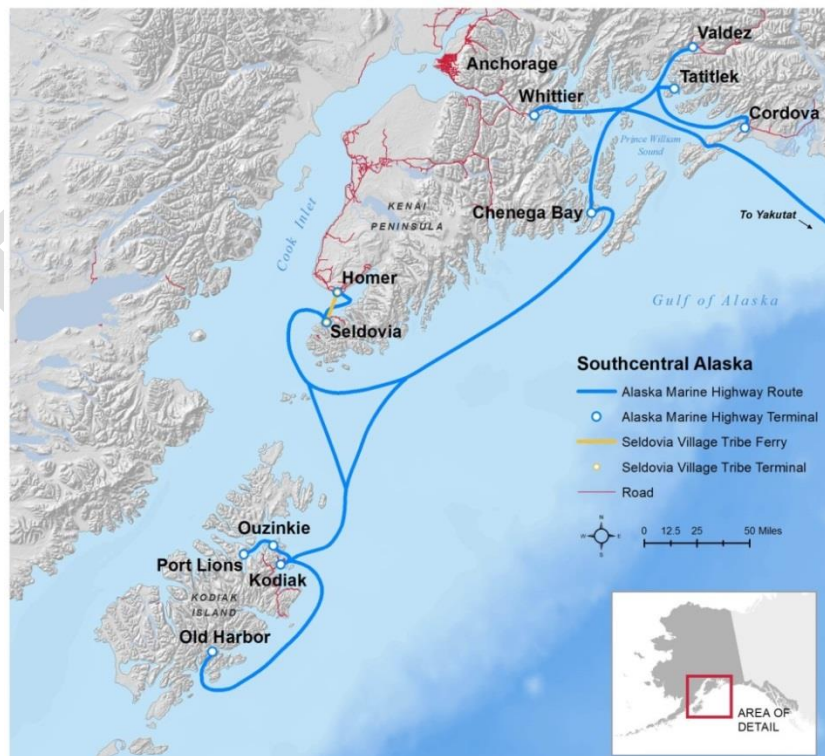 Valdez
Anchorage
Tatitlek
Whittier
Cordova
Prince William
Sound
Chenega Bay
To Yakutat
KENAI
PENINSULA
Cook Inlet
Homer
Seldovia
Gulf of Alaska
Southcentral Alaska
Alaska Marine Highway Route
Alaska Marine Highway Terminal
Seldovia Village Tribe Ferry
Seldovia Village Tribe Terminal
Road
N
W E
S
0 12.5 25 50 Miles
Ouzinkie
Port Lions
Kodiak
KODIAK
ISLAND
Old Harbor
AREA OF
DETAIL